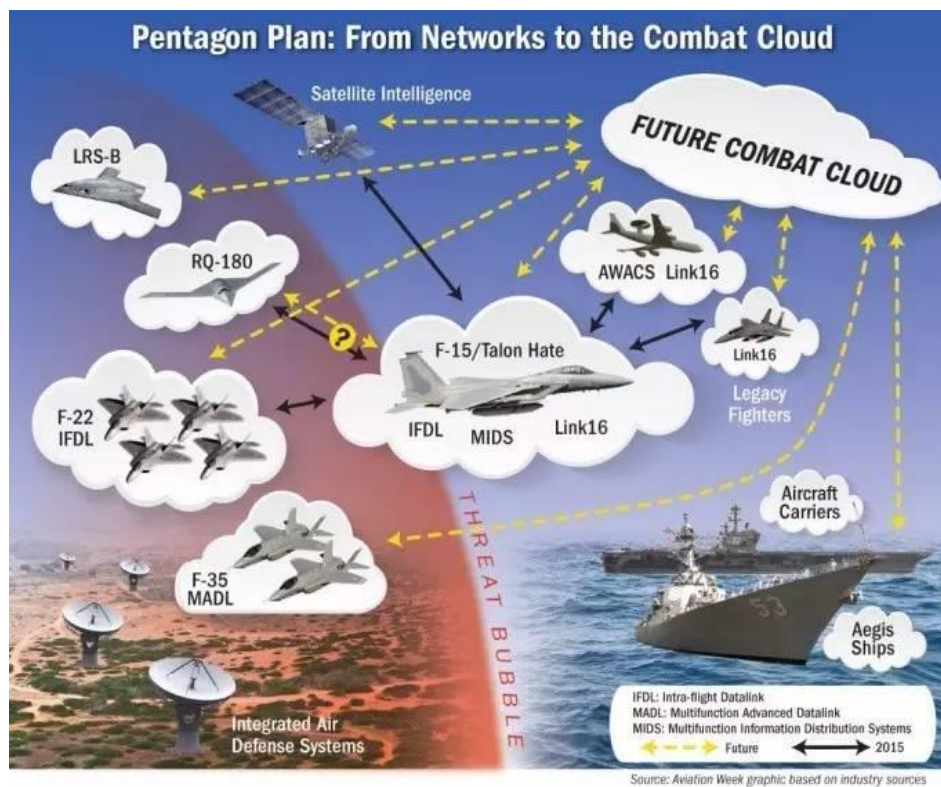 Pentagon Plan: From Networks to the Combat Cloud
Satellite Intelligence
FUTURE COMBAT CLOUD
LRS-B
RQ-180
AWACS Link16
?
F-15/Talon Hate
Link16
Legacy
Fighters
F-22
IFDL
IFDL
MIDS
Link16
Aircraft
Carriers
THREAT BUBBLE
F-35
MADL
53
Aegis
Ships
Integrated Air
Defense Systems
IFDL: Intra-flight Datalink
MADL: Multifunction Advanced Datalink
MIDS: Multifunction Information Distribution Systems
Future
2015
Source: Aviation Week graphic based on industry sources